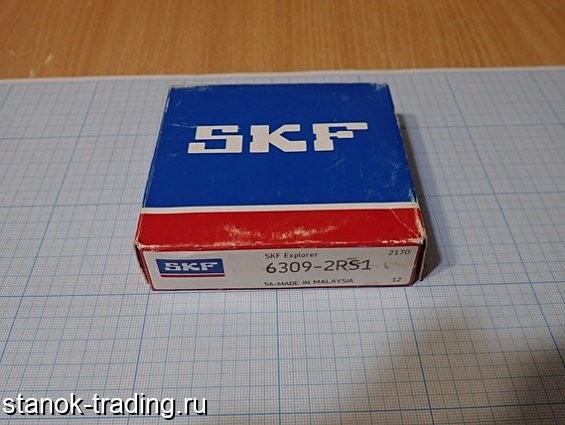 SKF
SKF
SKF Explorer
2170
6309-2RS1
56-MADE IN MALAYSIA
12
stanok-trading.ru